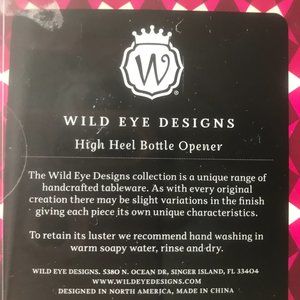 W
®
WILD EYE DESIGNS
High Heel Bottle Opener
The Wild Eye Designs collection is a unique range of
handcrafted tableware. As with every original
creation there may be slight variations in the finish
giving each piece its own unique characteristics.
To retain its luster we recommend hand washing in
warm soapy water, rinse and dry.
WILD EYE DESIGNS. 5380 N. OCEAN DR, SINGER ISLAND, FL 33404
WWW.WILDEYEDESIGNS.COM
DESIGNED IN NORTH AMERICA, MADE IN CHINA